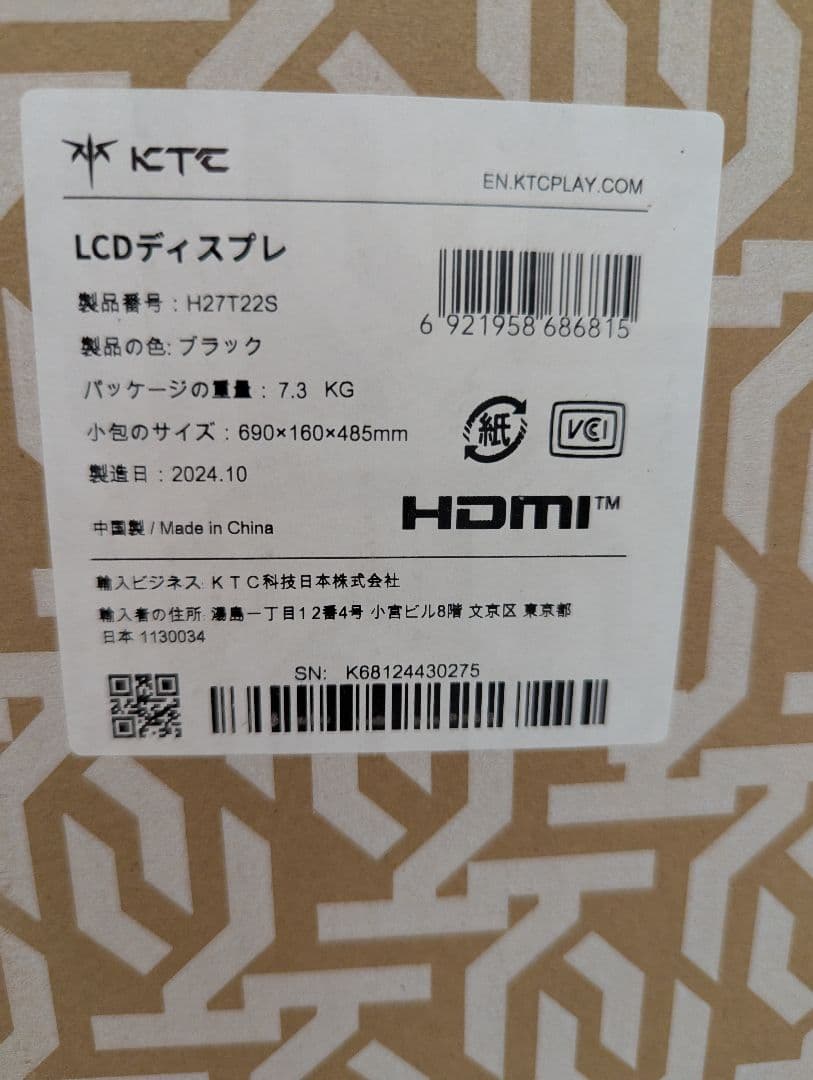 KTC
EN.KTCPLAY.COM
LCDディスプレ
製品番号 : H27T22S
製品の色: ブラック
パッケージの重量 : 7.3 KG
小包のサイズ : 690×160×485mm
製造日 : 2024.10
6 921958 686815
紙
VCCI
HDMI™
中国製 / Made in China
輸入ビジネス: KTC科技日本株式会社
輸入者の住所: 湯島一丁目12番4号 小宮ビル8階 文京区 東京都
日本 1130034
SN: K68124430275